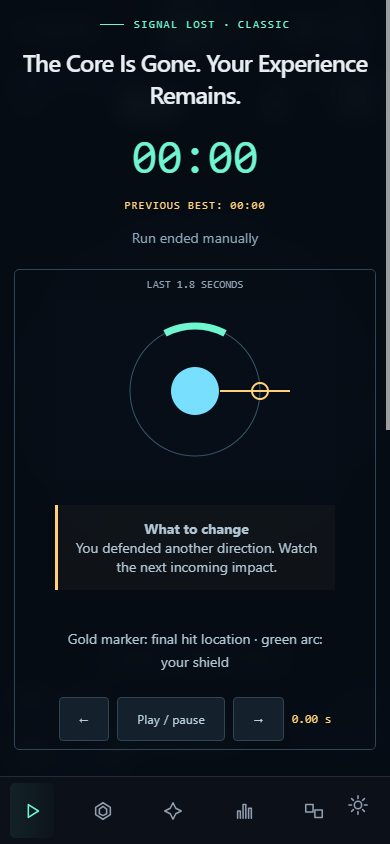 SIGNAL LOST · CLASSIC
The Core Is Gone. Your Experience
Remains.
00:00
PREVIOUS BEST: 00:00
Run ended manually
LAST 1.8 SECONDS
What to change
You defended another direction. Watch
the next incoming impact.
Gold marker: final hit location · green arc:
your shield
← Play / pause → 0.00 s